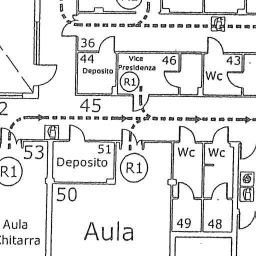 36
44
Deposito
Vice
Presidenza
46
43
R1
Wc
45
2
53
Deposito
51
R1
R1
Wc
Wc
50
Aula
Chitarra
Aula
49
48